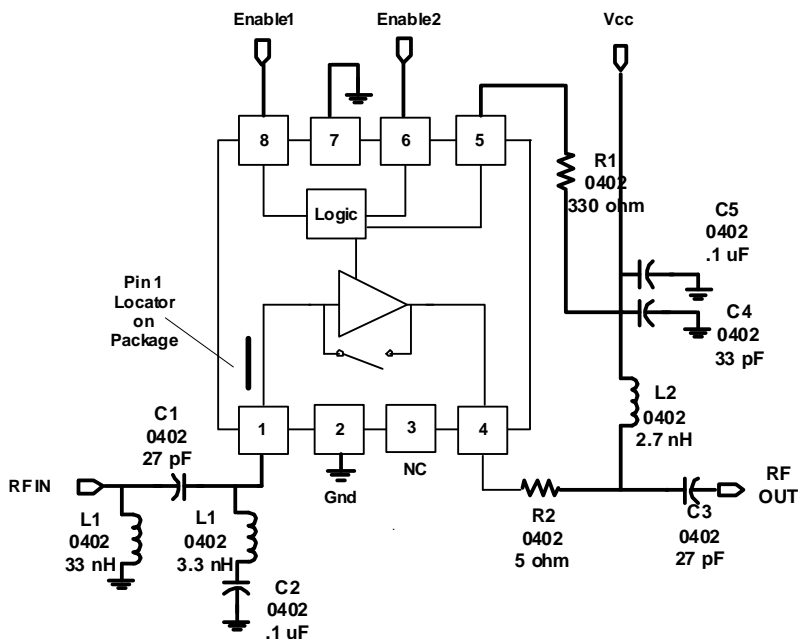 Enable1
Enable2
Vcc
8
7
6
5
R1
0402
330 ohm
C5
0402
.1 uF
Logic
C4
0402
33 pF
Pin 1
Locator
on
Package
L2
0402
2.7 nH
C1
0402
27 pF
1
2
3
4
NC
Gnd
RF IN
RF
OUT
L1
0402
33 nH
L1
0402
3.3 nH
R2
0402
5 ohm
C3
0402
27 pF
C2
0402
.1 uF